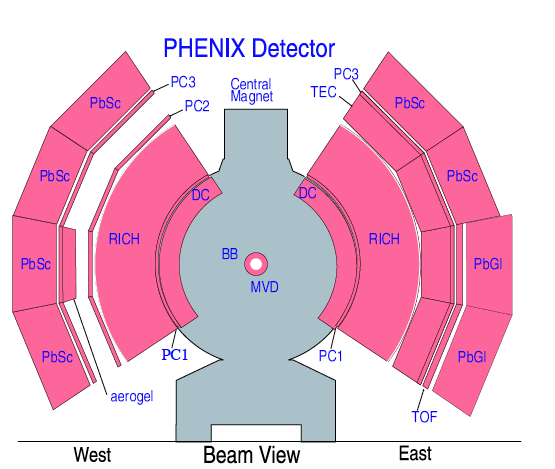 PHENIX Detector
PC3
PC3
Central
Magnet
TEC
PbSc
PC2
PbSc
PbSc
DC
DC
PbSc
RICH
RICH
BB
PbSc
PbGl
MVD
PC1
PC1
PbSc
PbGl
aerogel
TOF
West
Beam View
East